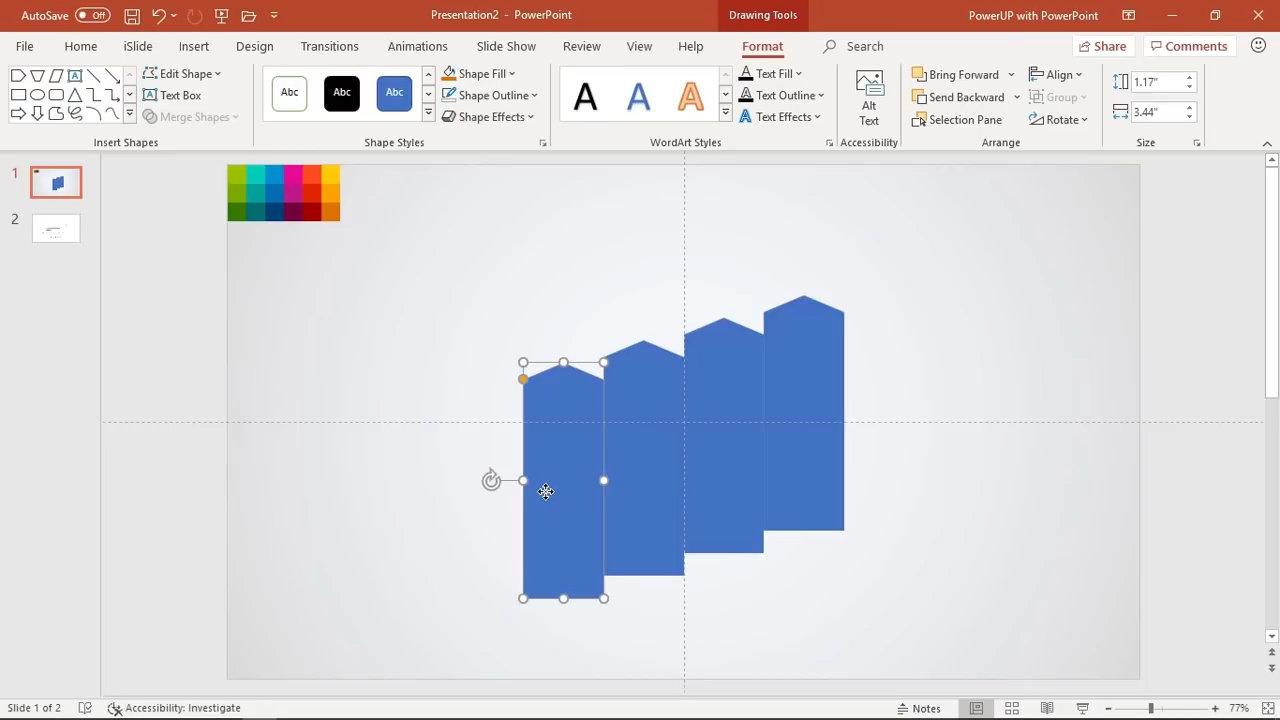 AutoSave Off Presentation2 - PowerPoint Drawing Tools PowerUP with PowerPoint
File Home iSlide Insert Design Transitions Animations Slide Show Review View Help Format Search Share Comments
Edit Shape Abc Abc Abc Shape Fill A A A Text Fill Bring Forward Align 1.17"
A Text Box Shape Outline Text Outline Alt Text Send Backward Group 3.44"
Merge Shapes Shape Effects Text Effects Selection Pane Rotate
Insert Shapes Shape Styles WordArt Styles Accessibility Arrange Size
1
2
Slide 1 of 2 Accessibility: Investigate Notes 77%